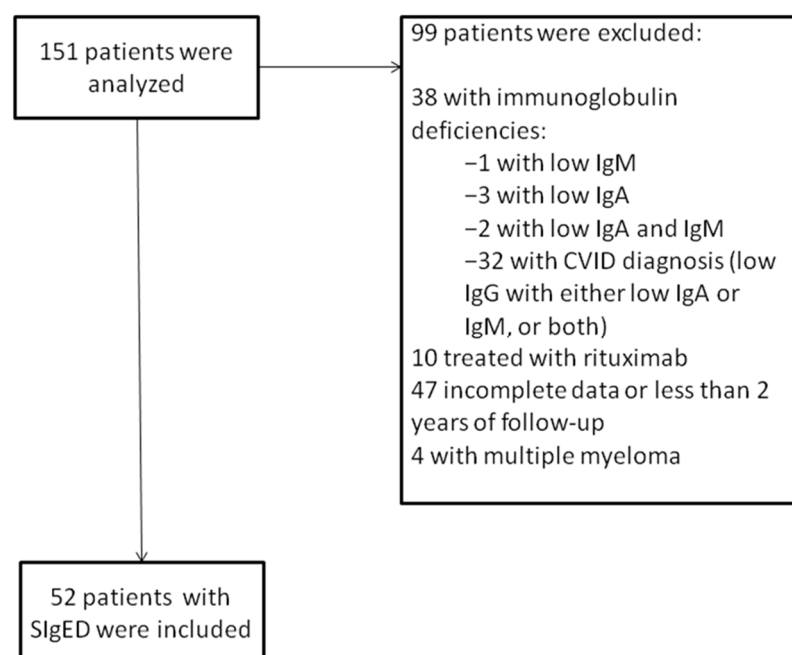 151 patients were
analyzed
99 patients were excluded:
38 with immunoglobulin
deficiencies:
−1 with low IgM
−3 with low IgA
−2 with low IgA and IgM
−32 with CVID diagnosis (low
IgG with either low IgA or
IgM, or both)
10 treated with rituximab
47 incomplete data or less than 2
years of follow-up
4 with multiple myeloma
52 patients with
SIgED were included